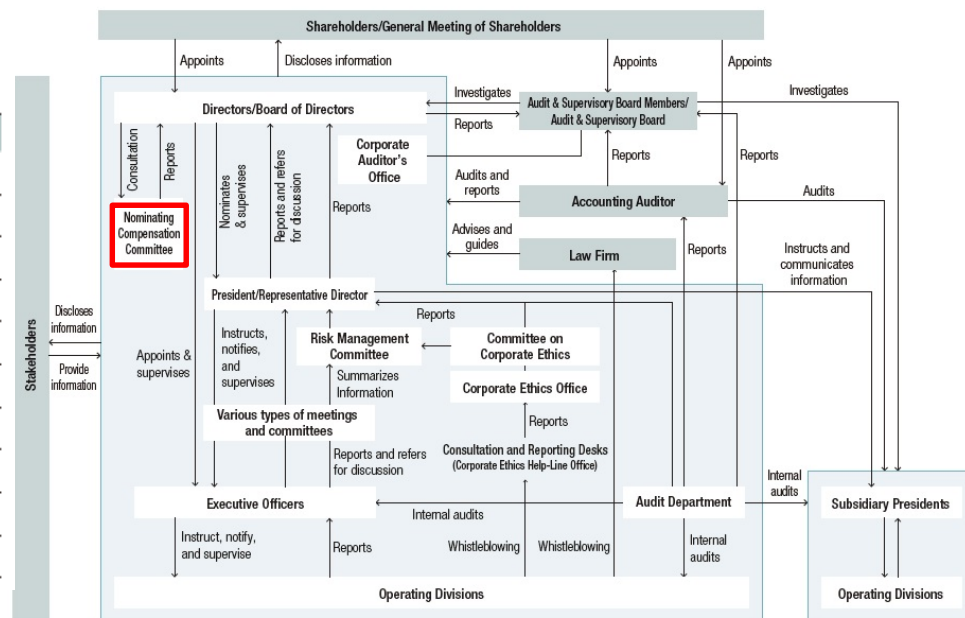 Shareholders/General Meeting of Shareholders
Appoints
Discloses information
Appoints
Appoints
Directors/Board of Directors
Investigates
Reports
Audit & Supervisory Board Members/
Audit & Supervisory Board
Investigates
Corporate
Auditor's
Office
Consultation
Reports
Nominates
& supervises
Reports and refers
for discussion
Reports
Reports
Reports
Audits and
reports
Accounting Auditor
Audits
Nominating
Compensation
Committee
Advises and
guides
Law Firm
Reports
Instructs and
communicates
information
President/Representative Director
Stakeholders
Discloses
information
Provide
information
Appoints &
supervises
Instructs,
notifies,
and
supervises
Risk Management
Committee
Reports
Committee on
Corporate Ethics
Summarizes
Information
Corporate Ethics Office
Various types of meetings
and committees
Reports
Reports and refers
for discussion
Consultation and Reporting Desks
(Corporate Ethics Help-Line Office)
Executive Officers
Internal audits
Audit Department
Internal
audits
Subsidiary Presidents
Instruct, notify,
and supervise
Reports
Whistleblowing
Whistleblowing
Internal
audits
Operating Divisions
Operating Divisions